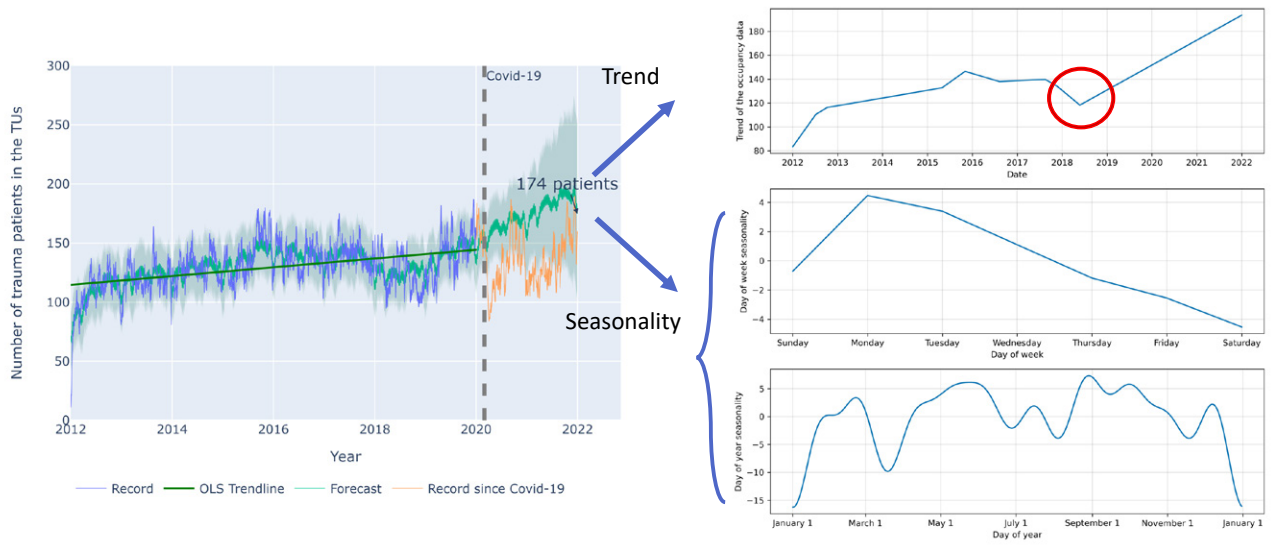 300
250
200
150
100
50
0
Number of trauma patients in the TUs
Covid-19
174 patients
2012 2014 2016 2018 2020 2022
Year
Record OLS Trendline Forecast Record since Covid-19
Trend
Seasonality
180
160
140
120
100
80
Trend of the occupancy data
2012 2013 2014 2015 2016 2017 2018 2019 2020 2021 2022
Date
4
2
0
−2
−4
Day of week seasonality
Sunday Monday Tuesday Wednesday Thursday Friday Saturday
Day of week
5
0
−5
−10
−15
Day of year seasonality
January 1 March 1 May 1 July 1 September 1 November 1 January 1
Day of year